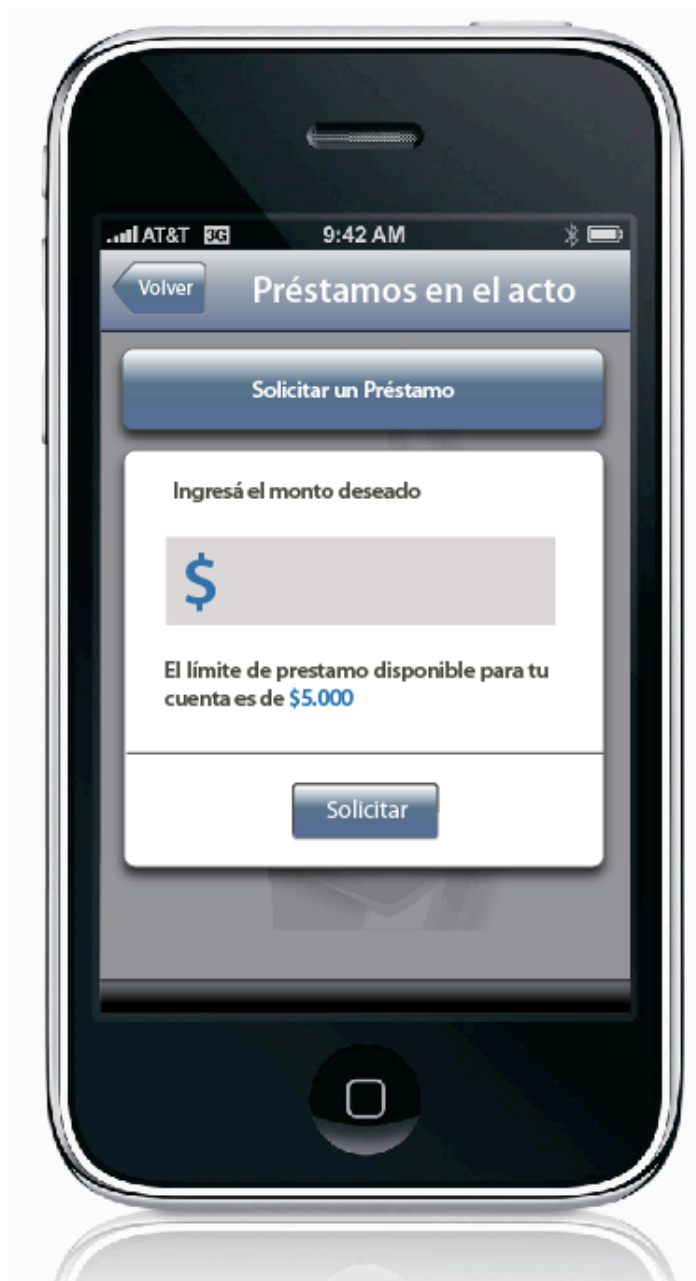 AT&T 3G 9:42 AM
Volver Préstamos en el acto
Solicitar un Préstamo
Ingresá el monto deseado
$
El límite de prestamo disponible para tu
cuenta es de $5.000
Solicitar